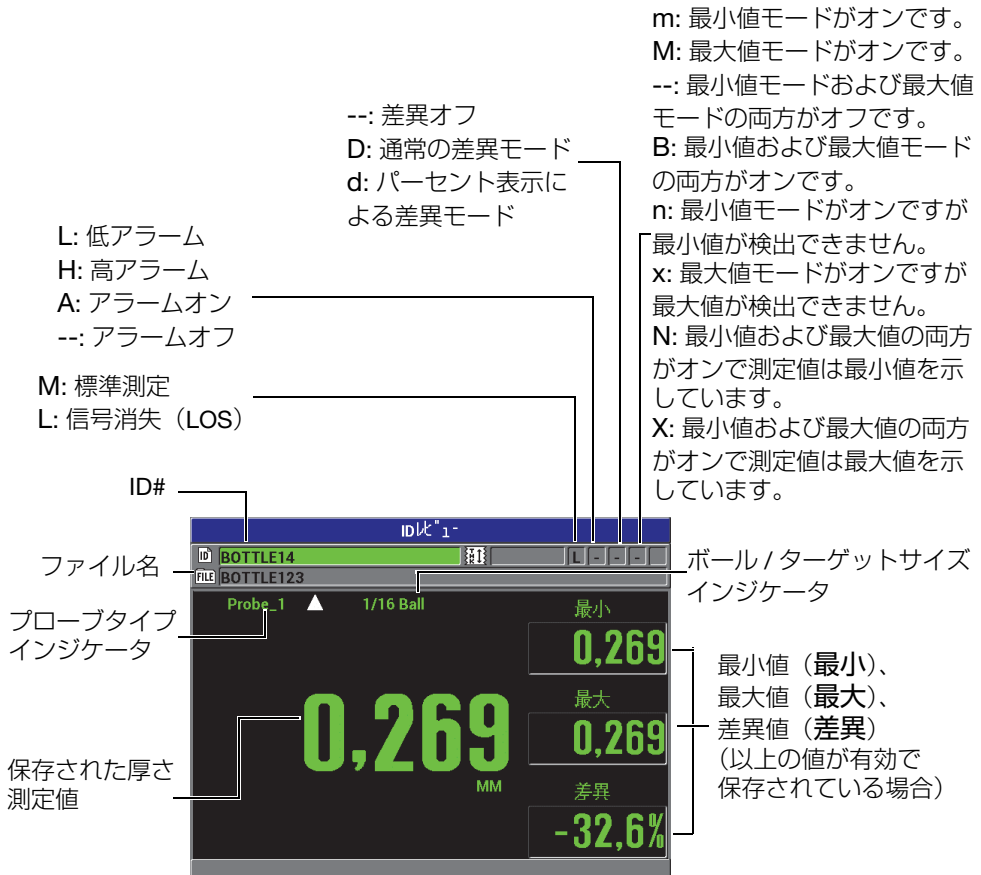 m: 最小値モードがオンです。
M: 最大値モードがオンです。
--: 最小値モードおよび最大値
モードの両方がオフです。
B: 最小値および最大値モード
の両方がオンです。
n: 最小値モードがオンですが
最小値が検出できません。
x: 最大値モードがオンですが
最大値が検出できません。
N: 最小値および最大値の両方
がオンで測定値は最小値を示
しています。
X: 最小値および最大値の両方
がオンで測定値は最大値を示
しています。
--: 差異オフ
D: 通常の差異モード
d: パーセント表示に
よる差異モード
L: 低アラーム
H: 高アラーム
A: アラームオン
--: アラームオフ
M: 標準測定
L: 信号消失（LOS）
ID#
ファイル名
プローブタイプ
インジケータ
保存された厚さ
測定値
IDﾚﾋﾞｭｰ
ID BOTTLE14 L - - -
FILE BOTTLE123
Probe_1 1/16 Ball
最小
0,269
最大
0,269
0,269
MM
差異
-32,6%
ボール / ターゲットサイズ
インジケータ
最小値（最小）、
最大値（最大）、
差異値（差異）
（以上の値が有効で
保存されている場合）